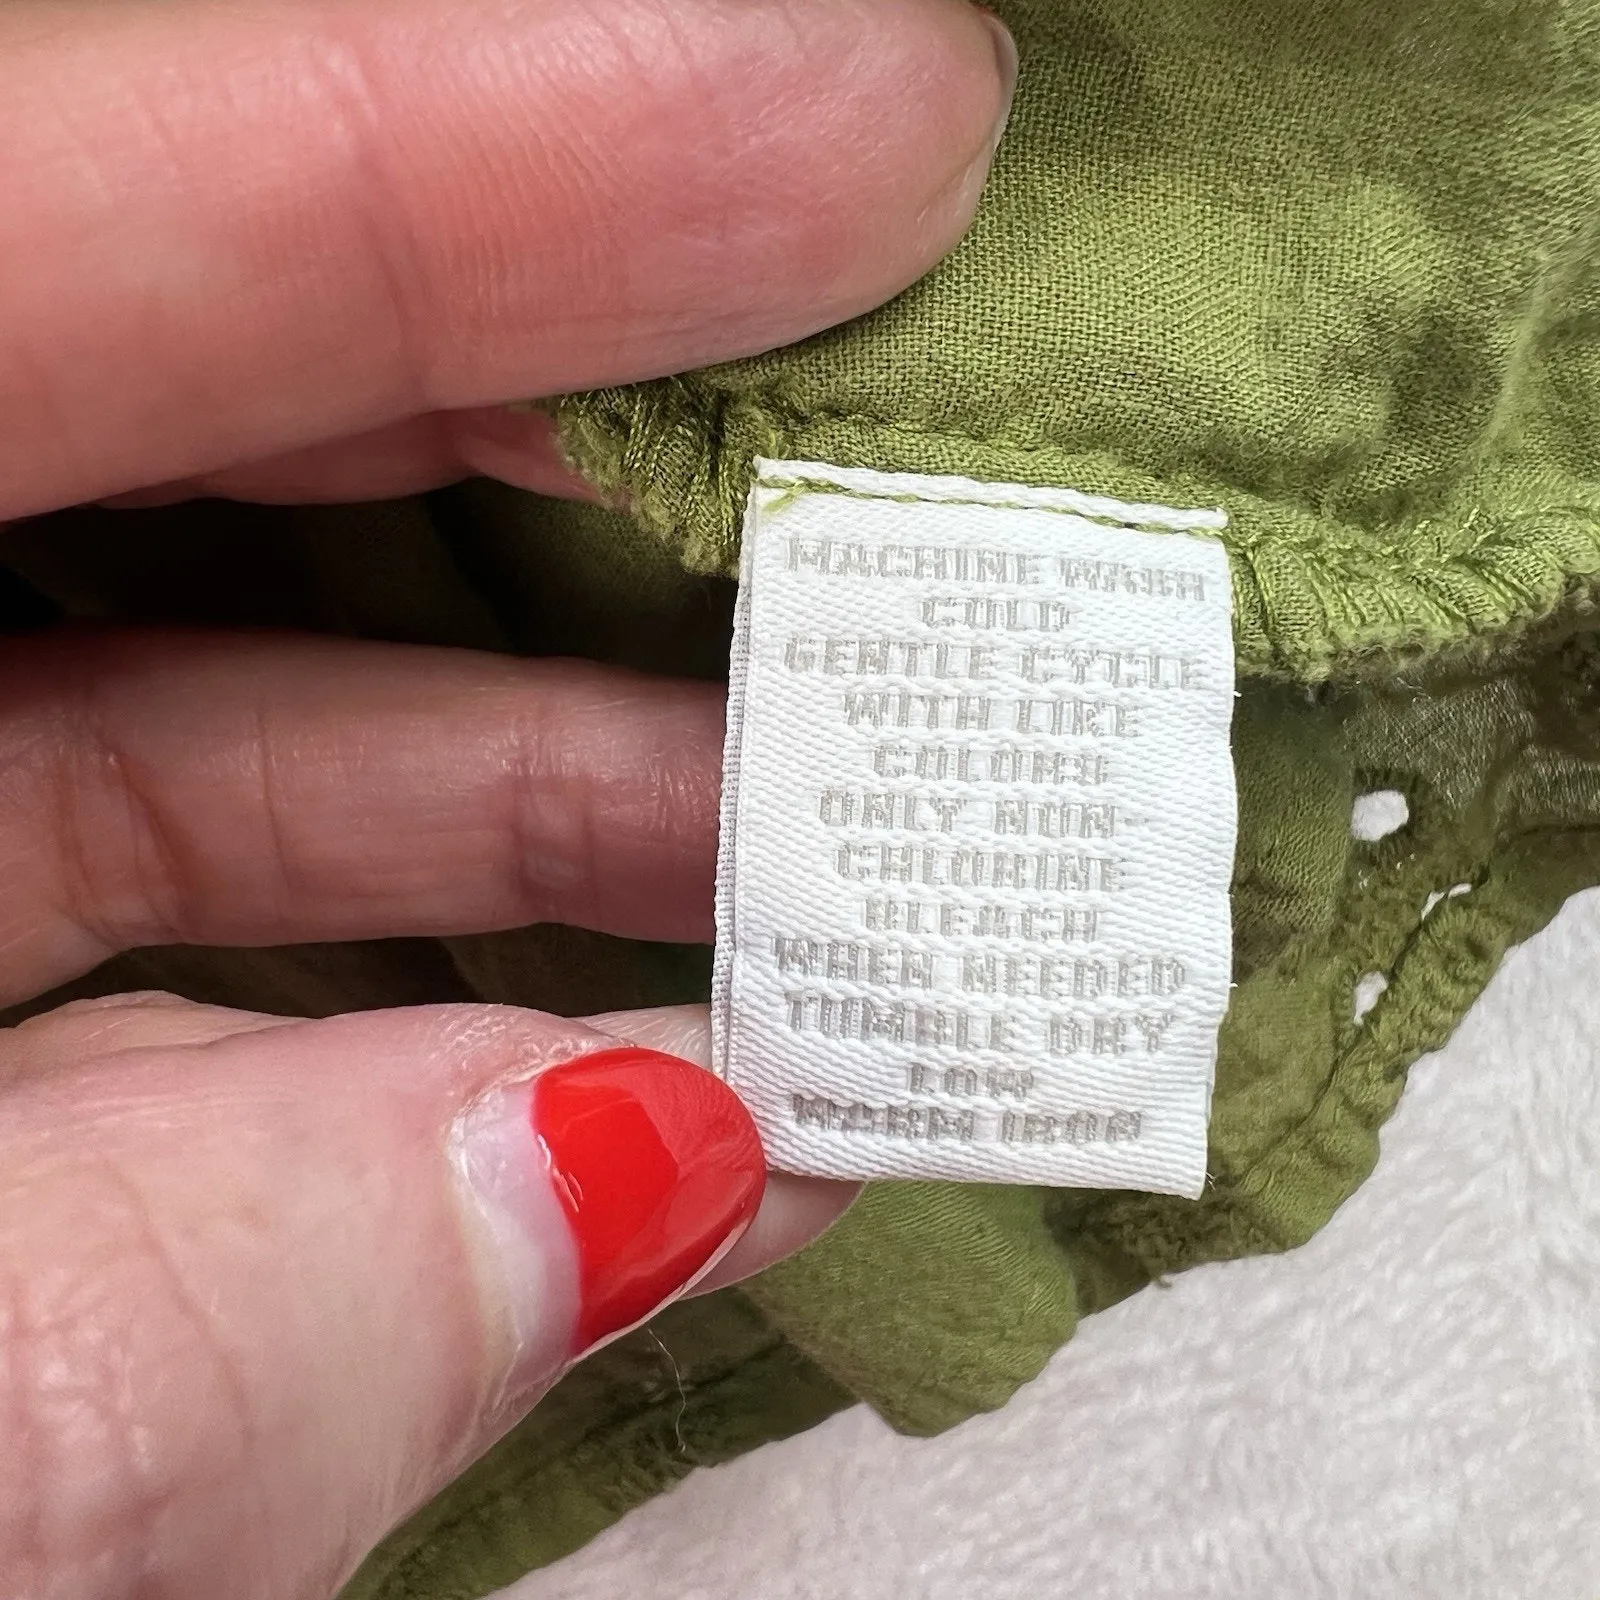 MACHINE WASH
COLD
GENTLE CYCLE
WITH LIKE
COLORS
ONLY NON-
CHLORINE
BLEACH
WHEN NEEDED
TUMBLE DRY
LOW
WARM IRON